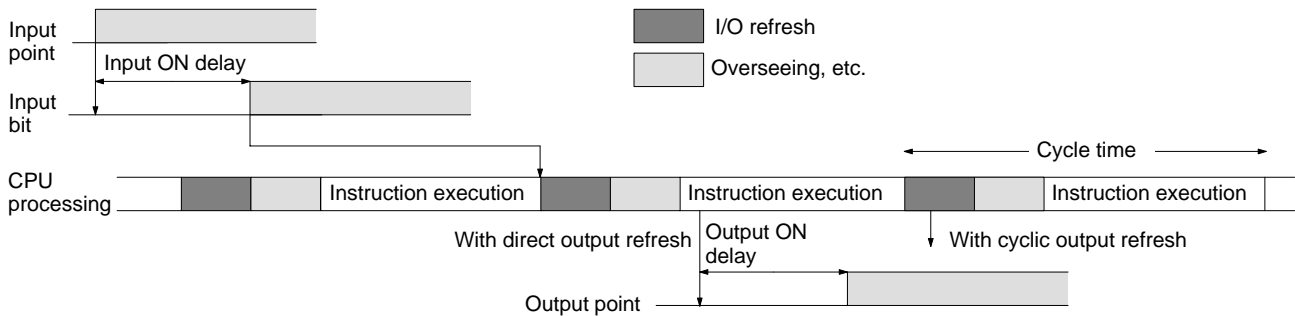 Input
point
I/O refresh
Input ON delay
Overseeing, etc.
Input
bit
Cycle time
CPU
processing
Instruction execution
Instruction execution
Instruction execution
With direct output refresh
Output ON
delay
With cyclic output refresh
Output point